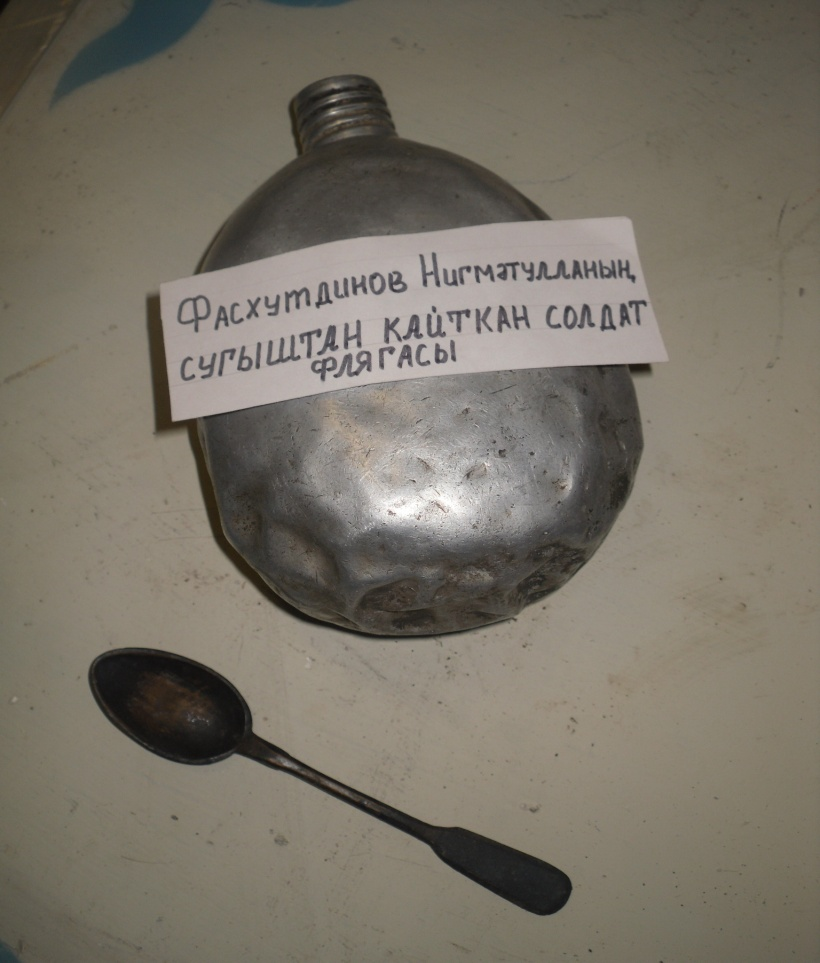 Фасхутдинов Нигмәтулланың
сугыштан кайткан солдат
флягасы